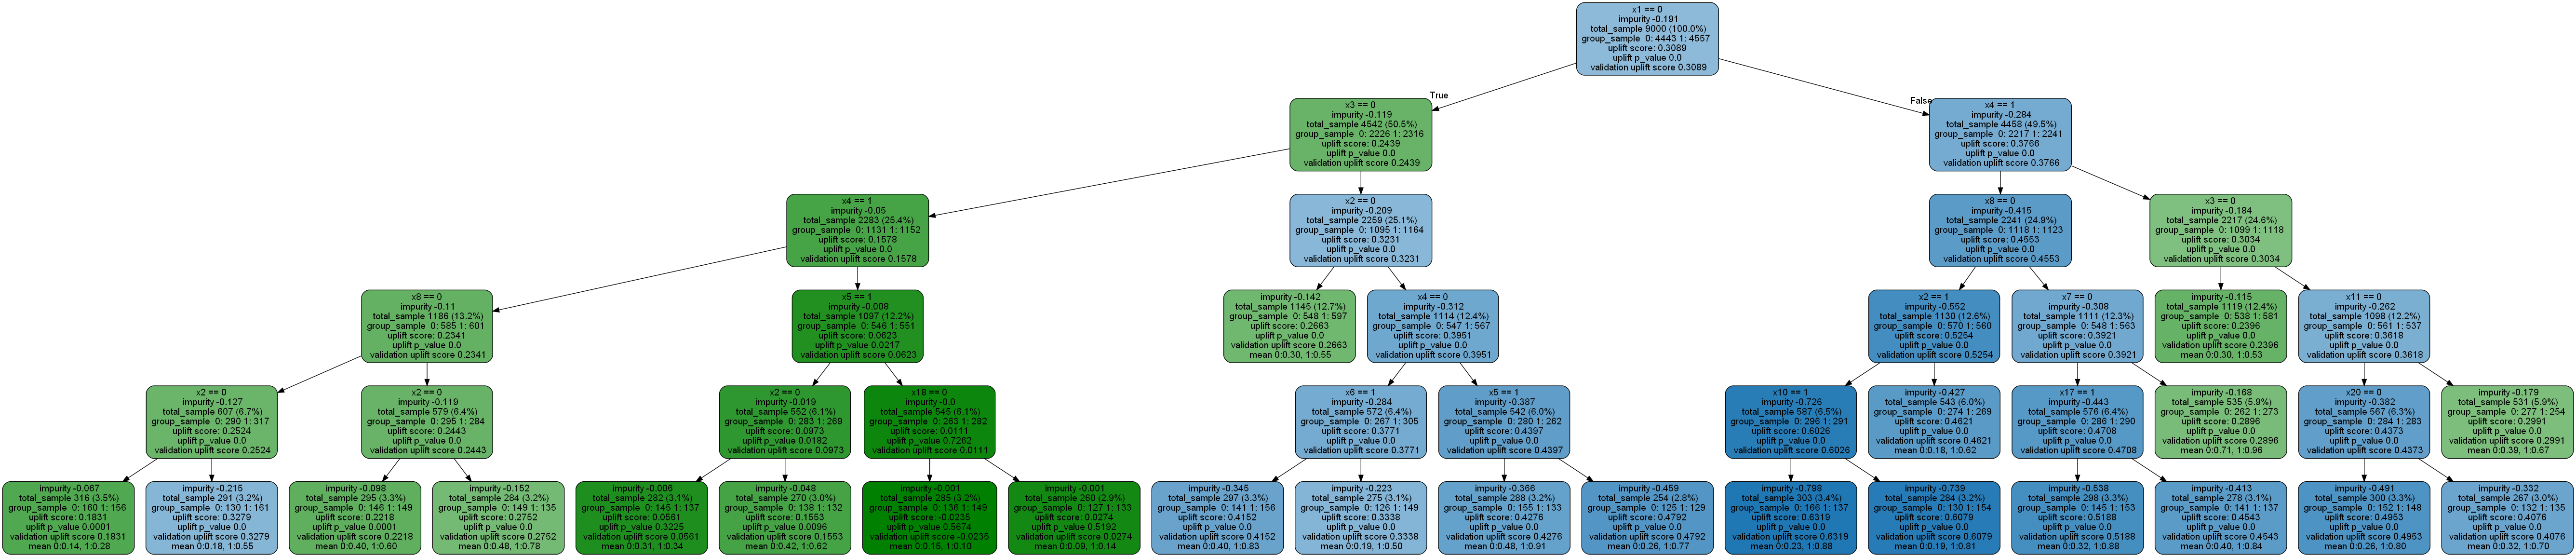 x1 == 0
impurity -0.191
total_sample 9000 (100.0%)
group_sample 0: 4443 1: 4557
uplift score: 0.3089
uplift p_value 0.0
validation uplift score 0.3089
True
False
x3 == 0
impurity -0.119
total_sample 4542 (50.5%)
group_sample 0: 2226 1: 2316
uplift score: 0.2439
uplift p_value 0.0
validation uplift score 0.2439
x4 == 1
impurity -0.284
total_sample 4458 (49.5%)
group_sample 0: 2217 1: 2241
uplift score: 0.3766
uplift p_value 0.0
validation uplift score 0.3766
x4 == 1
impurity -0.05
total_sample 2283 (25.4%)
group_sample 0: 1131 1: 1152
uplift score: 0.1578
uplift p_value 0.0
validation uplift score 0.1578
x2 == 0
impurity -0.209
total_sample 2259 (25.1%)
group_sample 0: 1095 1: 1164
uplift score: 0.3231
uplift p_value 0.0
validation uplift score 0.3231
x8 == 0
impurity -0.415
total_sample 2241 (24.9%)
group_sample 0: 1118 1: 1123
uplift score: 0.4553
uplift p_value 0.0
validation uplift score 0.4553
x3 == 0
impurity -0.184
total_sample 2217 (24.6%)
group_sample 0: 1099 1: 1118
uplift score: 0.3034
uplift p_value 0.0
validation uplift score 0.3034
x8 == 0
impurity -0.11
total_sample 1186 (13.2%)
group_sample 0: 585 1: 601
uplift score: 0.2341
uplift p_value 0.0
validation uplift score 0.2341
x5 == 1
impurity -0.008
total_sample 1097 (12.2%)
group_sample 0: 546 1: 551
uplift score: 0.0623
uplift p_value 0.0217
validation uplift score 0.0623
impurity -0.142
total_sample 1145 (12.7%)
group_sample 0: 548 1: 597
uplift score: 0.2663
uplift p_value 0.0
validation uplift score 0.2663
mean 0:0.30, 1:0.55
x4 == 0
impurity -0.312
total_sample 1114 (12.4%)
group_sample 0: 547 1: 567
uplift score: 0.3951
uplift p_value 0.0
validation uplift score 0.3951
x2 == 1
impurity -0.552
total_sample 1130 (12.6%)
group_sample 0: 570 1: 560
uplift score: 0.5254
uplift p_value 0.0
validation uplift score 0.5254
x7 == 0
impurity -0.308
total_sample 1111 (12.3%)
group_sample 0: 548 1: 563
uplift score: 0.3921
uplift p_value 0.0
validation uplift score 0.3921
impurity -0.115
total_sample 1119 (12.4%)
group_sample 0: 538 1: 581
uplift score: 0.2396
uplift p_value 0.0
validation uplift score 0.2396
mean 0:0.30, 1:0.53
x11 == 0
impurity -0.262
total_sample 1098 (12.2%)
group_sample 0: 561 1: 537
uplift score: 0.3618
uplift p_value 0.0
validation uplift score 0.3618
x2 == 0
impurity -0.127
total_sample 607 (6.7%)
group_sample 0: 290 1: 317
uplift score: 0.2524
uplift p_value 0.0
validation uplift score 0.2524
x2 == 0
impurity -0.119
total_sample 579 (6.4%)
group_sample 0: 295 1: 284
uplift score: 0.2443
uplift p_value 0.0
validation uplift score 0.2443
x2 == 0
impurity -0.019
total_sample 552 (6.1%)
group_sample 0: 283 1: 269
uplift score: 0.0973
uplift p_value 0.0182
validation uplift score 0.0973
x18 == 0
impurity -0.0
total_sample 545 (6.1%)
group_sample 0: 263 1: 282
uplift score: 0.0111
uplift p_value 0.7262
validation uplift score 0.0111
x6 == 1
impurity -0.284
total_sample 572 (6.4%)
group_sample 0: 267 1: 305
uplift score: 0.3771
uplift p_value 0.0
validation uplift score 0.3771
x5 == 1
impurity -0.387
total_sample 542 (6.0%)
group_sample 0: 280 1: 262
uplift score: 0.4397
uplift p_value 0.0
validation uplift score 0.4397
x10 == 1
impurity -0.726
total_sample 587 (6.5%)
group_sample 0: 296 1: 291
uplift score: 0.6026
uplift p_value 0.0
validation uplift score 0.6026
impurity -0.427
total_sample 543 (6.0%)
group_sample 0: 274 1: 269
uplift score: 0.4621
uplift p_value 0.0
validation uplift score 0.4621
mean 0:0.18, 1:0.62
x17 == 1
impurity -0.443
total_sample 576 (6.4%)
group_sample 0: 286 1: 290
uplift score: 0.4708
uplift p_value 0.0
validation uplift score 0.4708
impurity -0.168
total_sample 535 (5.9%)
group_sample 0: 262 1: 273
uplift score: 0.2896
uplift p_value 0.0
validation uplift score 0.2896
mean 0:0.71, 1:0.96
x20 == 0
impurity -0.382
total_sample 567 (6.3%)
group_sample 0: 284 1: 283
uplift score: 0.4373
uplift p_value 0.0
validation uplift score 0.4373
impurity -0.179
total_sample 531 (5.9%)
group_sample 0: 277 1: 254
uplift score: 0.2991
uplift p_value 0.0
validation uplift score 0.2991
mean 0:0.39, 1:0.67
impurity -0.067
total_sample 316 (3.5%)
group_sample 0: 160 1: 156
uplift score: 0.1831
uplift p_value 0.0001
validation uplift score 0.1831
mean 0:0.14, 1:0.28
impurity -0.215
total_sample 291 (3.2%)
group_sample 0: 130 1: 161
uplift score: 0.3279
uplift p_value 0.0
validation uplift score 0.3279
mean 0:0.18, 1:0.55
impurity -0.098
total_sample 295 (3.3%)
group_sample 0: 146 1: 149
uplift score: 0.2218
uplift p_value 0.0001
validation uplift score 0.2218
mean 0:0.40, 1:0.60
impurity -0.152
total_sample 284 (3.2%)
group_sample 0: 149 1: 135
uplift score: 0.2752
uplift p_value 0.0
validation uplift score 0.2752
mean 0:0.48, 1:0.78
impurity -0.006
total_sample 282 (3.1%)
group_sample 0: 145 1: 137
uplift score: 0.0561
uplift p_value 0.3225
validation uplift score 0.0561
mean 0:0.31, 1:0.34
impurity -0.048
total_sample 270 (3.0%)
group_sample 0: 138 1: 132
uplift score: 0.1553
uplift p_value 0.0096
validation uplift score 0.1553
mean 0:0.42, 1:0.62
impurity -0.001
total_sample 285 (3.2%)
group_sample 0: 136 1: 149
uplift score: -0.0235
uplift p_value 0.5674
validation uplift score -0.0235
mean 0:0.15, 1:0.10
impurity -0.001
total_sample 260 (2.9%)
group_sample 0: 127 1: 133
uplift score: 0.0274
uplift p_value 0.5192
validation uplift score 0.0274
mean 0:0.09, 1:0.14
impurity -0.345
total_sample 297 (3.3%)
group_sample 0: 141 1: 156
uplift score: 0.4152
uplift p_value 0.0
validation uplift score 0.4152
mean 0:0.40, 1:0.83
impurity -0.223
total_sample 275 (3.1%)
group_sample 0: 126 1: 149
uplift score: 0.3338
uplift p_value 0.0
validation uplift score 0.3338
mean 0:0.19, 1:0.50
impurity -0.366
total_sample 288 (3.2%)
group_sample 0: 155 1: 133
uplift score: 0.4276
uplift p_value 0.0
validation uplift score 0.4276
mean 0:0.48, 1:0.91
impurity -0.459
total_sample 254 (2.8%)
group_sample 0: 125 1: 129
uplift score: 0.4792
uplift p_value 0.0
validation uplift score 0.4792
mean 0:0.26, 1:0.77
impurity -0.798
total_sample 303 (3.4%)
group_sample 0: 166 1: 137
uplift score: 0.6319
uplift p_value 0.0
validation uplift score 0.6319
mean 0:0.23, 1:0.88
impurity -0.739
total_sample 284 (3.2%)
group_sample 0: 130 1: 154
uplift score: 0.6079
uplift p_value 0.0
validation uplift score 0.6079
mean 0:0.19, 1:0.81
impurity -0.538
total_sample 298 (3.3%)
group_sample 0: 145 1: 153
uplift score: 0.5188
uplift p_value 0.0
validation uplift score 0.5188
mean 0:0.32, 1:0.88
impurity -0.413
total_sample 278 (3.1%)
group_sample 0: 141 1: 137
uplift score: 0.4543
uplift p_value 0.0
validation uplift score 0.4543
mean 0:0.40, 1:0.84
impurity -0.491
total_sample 300 (3.3%)
group_sample 0: 152 1: 148
uplift score: 0.4953
uplift p_value 0.0
validation uplift score 0.4953
mean 0:0.26, 1:0.80
impurity -0.332
total_sample 267 (3.0%)
group_sample 0: 132 1: 135
uplift score: 0.4076
uplift p_value 0.0
validation uplift score 0.4076
mean 0:0.32, 1:0.70